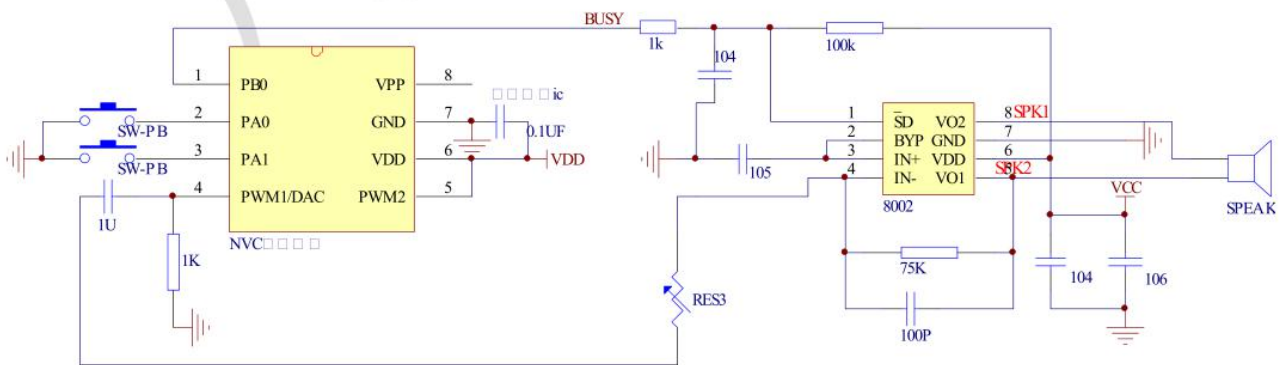 BUSY
1k
104
100k
1 PB0 VPP 8
2 PA0 GND 7
3 PA1 VDD 6
4 PWM1/DAC PWM2 5
SW-PB
SW-PB
ic
0.1UF
VDD
1U
1K
NVC
105
1 SD VO2 8 SPK1
2 BYP GND 7
3 IN+ VDD 6
4 IN- VO1 SPK2
8002
VCC
SPEAK
75K
104
106
RES3
100P